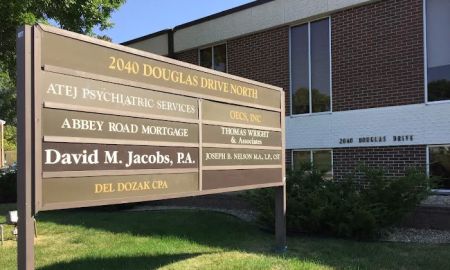 2040 DOUGLAS DRIVE NORTH
ATEJ PSYCHIATRIC SERVICES
ABBEY ROAD MORTGAGE
David M. Jacobs, P.A.
DEL DOZAK CPA
OECS, INC
THOMAS WRIGHT
& Associates
JOSEPH B. NELSON M.A., L.P, CST
2040 DOUGLAS DRIVE